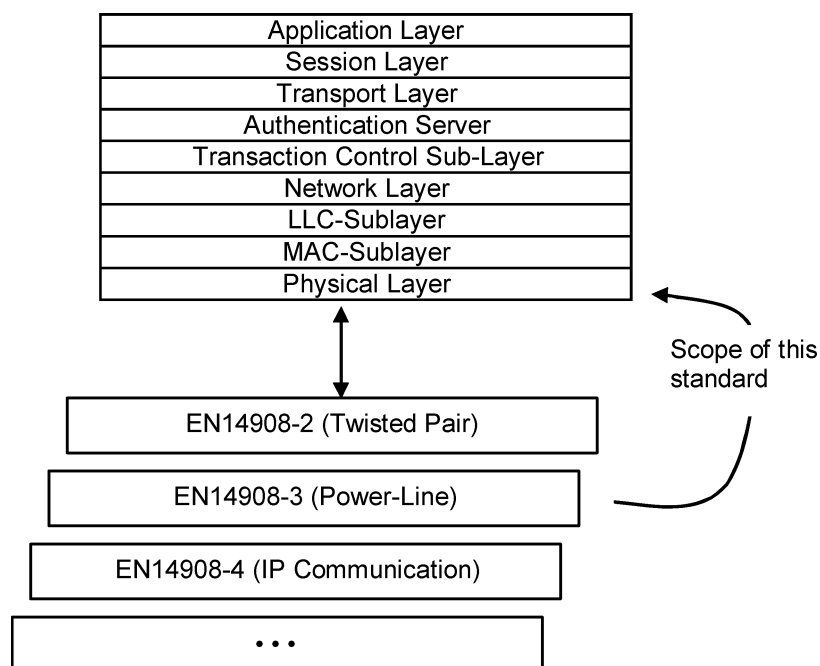 Application Layer
Session Layer
Transport Layer
Authentication Server
Transaction Control Sub-Layer
Network Layer
LLC-Sublayer
MAC-Sublayer
Physical Layer
Scope of this
standard
EN14908-2 (Twisted Pair)
EN14908-3 (Power-Line)
EN14908-4 (IP Communication)
...